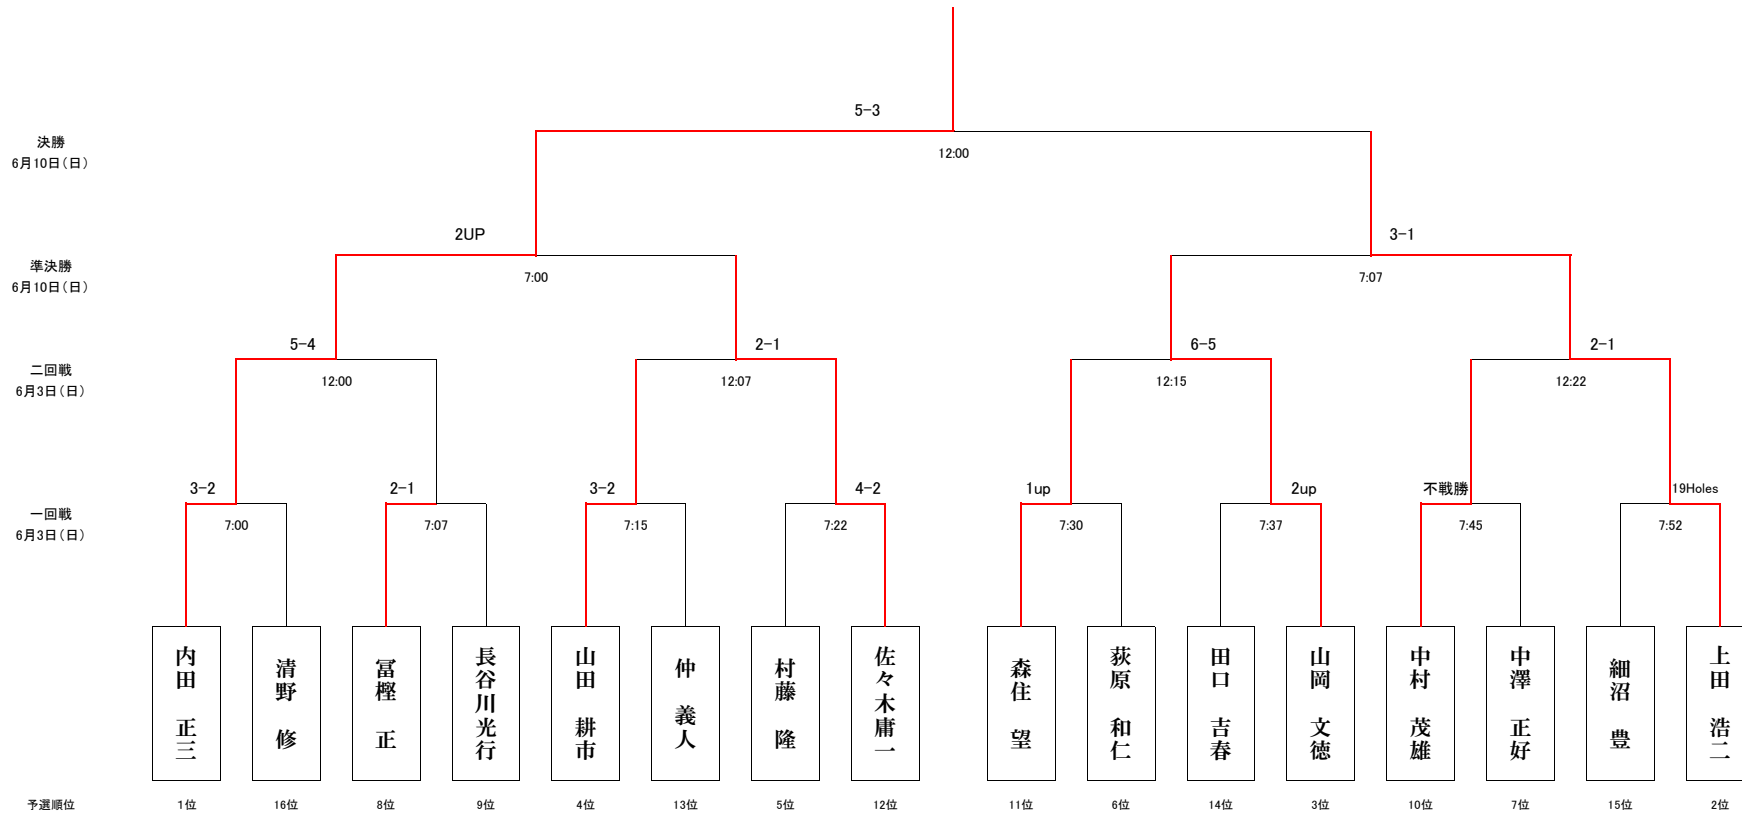 5-3
決勝
6月10日(日)
12:00
2UP
3-1
準決勝
6月10日(日)
7:00
7:07
5-4
2-1
6-5
2-1
二回戦
6月3日(日)
12:00
12:07
12:15
12:22
3-2
2-1
3-2
4-2
1up
2up
不戦勝
19Holes
一回戦
6月3日(日)
7:00
7:07
7:15
7:22
7:30
7:37
7:45
7:52
内田 正三
清野 修
冨樫 正
長谷川光行
山田 耕市
仲 義人
村藤 隆
佐々木庸一
森住 望
荻原 和仁
田口 吉春
山岡 文徳
中村 茂雄
中澤 正好
細沼 豊
上田 浩二
予選順位
1位
16位
8位
9位
4位
13位
5位
12位
11位
6位
14位
3位
10位
7位
15位
2位